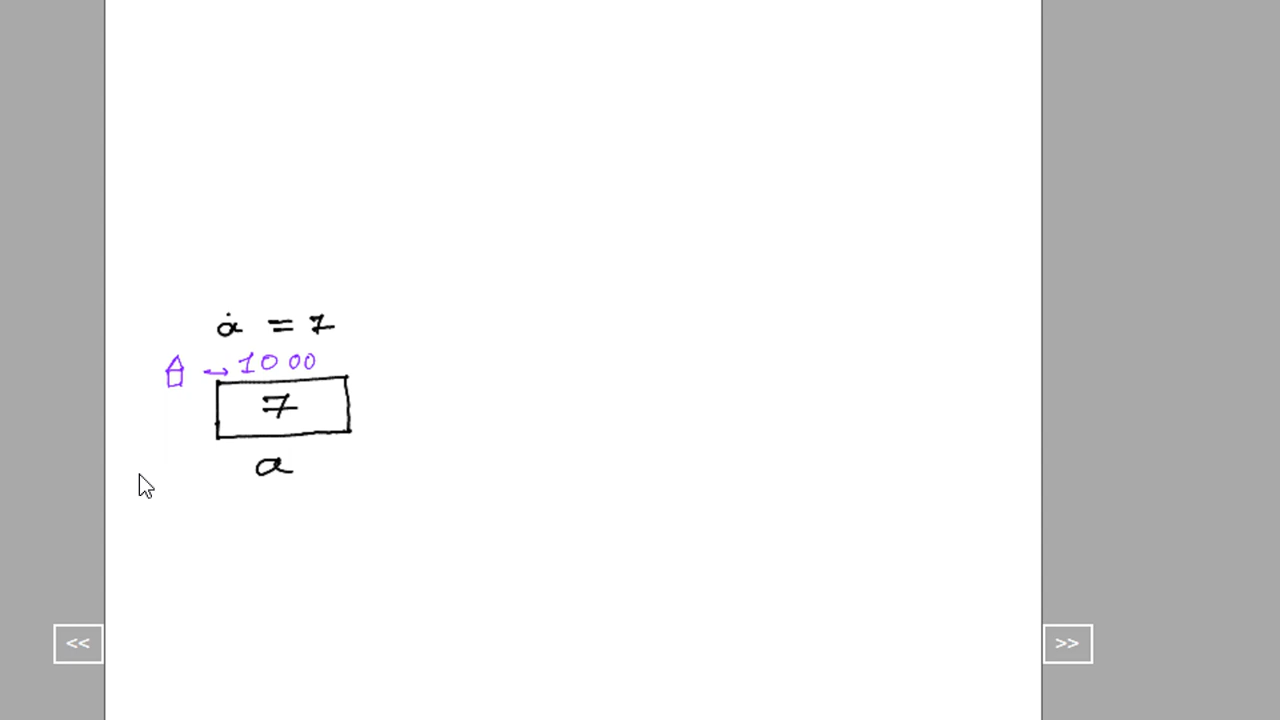 a = 7
→ 1000
7
a
<<
>>